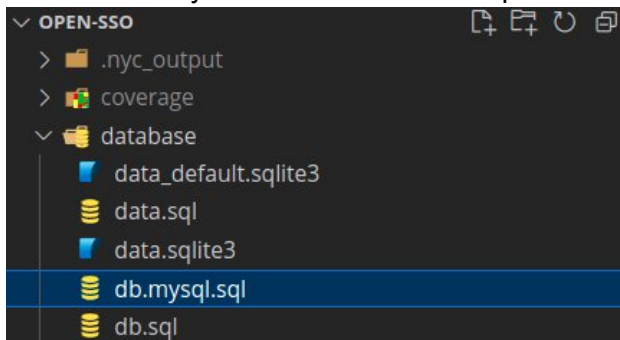 OPEN-SSO
.nyc_output
coverage
database
data_default.sqlite3
data.sql
data.sqlite3
db.mysql.sql
db.sql